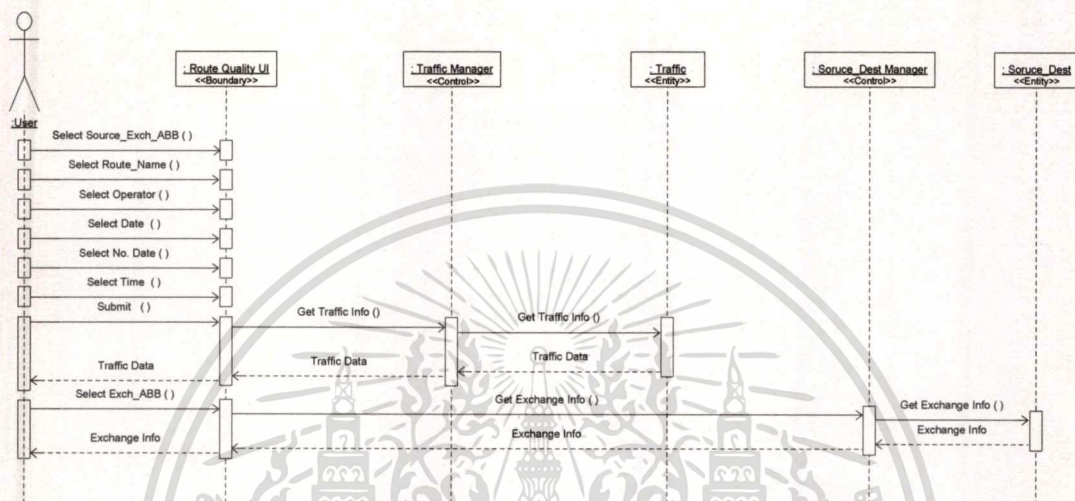 : Route Quality UI
<<Boundary>>
: Traffic Manager
<<Control>>
: Traffic
<<Entity>>
: Soruce_Dest Manager
<<Control>>
: Soruce_Dest
<<Entity>>
:User
Select Source_Exch_ABB ( )
Select Route_Name ( )
Select Operator ( )
Select Date ( )
Select No. Date ( )
Select Time ( )
Submit ( )
Get Traffic Info ()
Get Traffic Info ()
Traffic Data
Traffic Data
Traffic Data
Select Exch_ABB ( )
Get Exchange Info ( )
Get Exchange Info ( )
Exchange Info
Exchange Info
Exchange Info